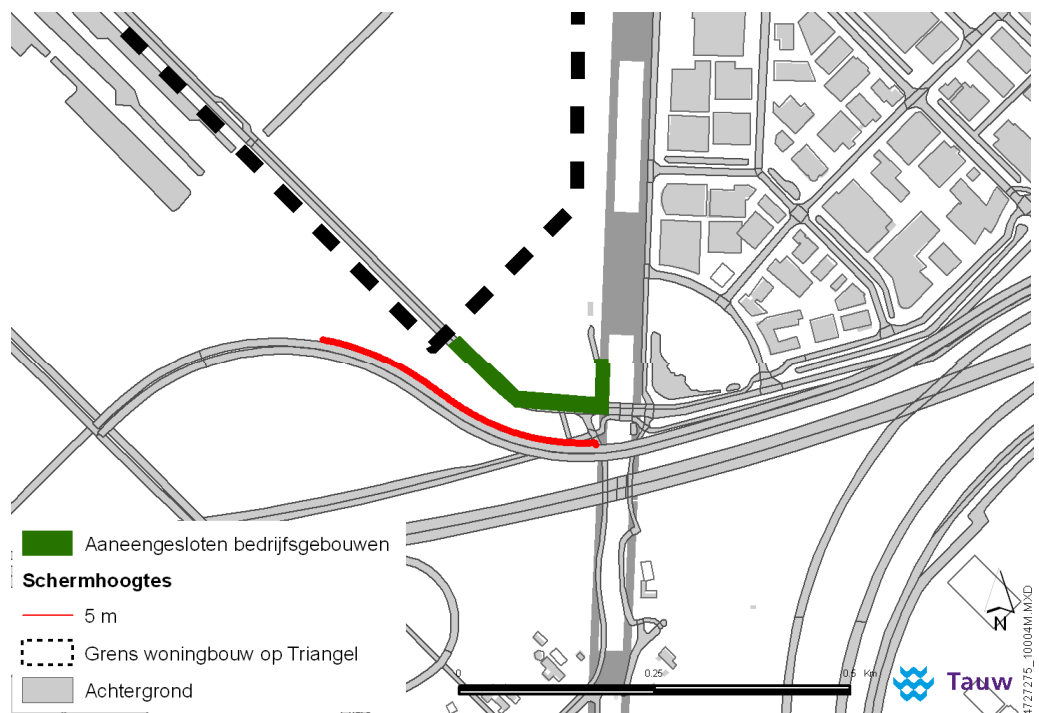 Aaneengesloten bedrijfsgebouwen
Schermhoogtes
5 m
Grens woningbouw op Triangel
Achtergrond
0 0.25 0.5 Km
N
Tauw
4727275_10004M.MXD